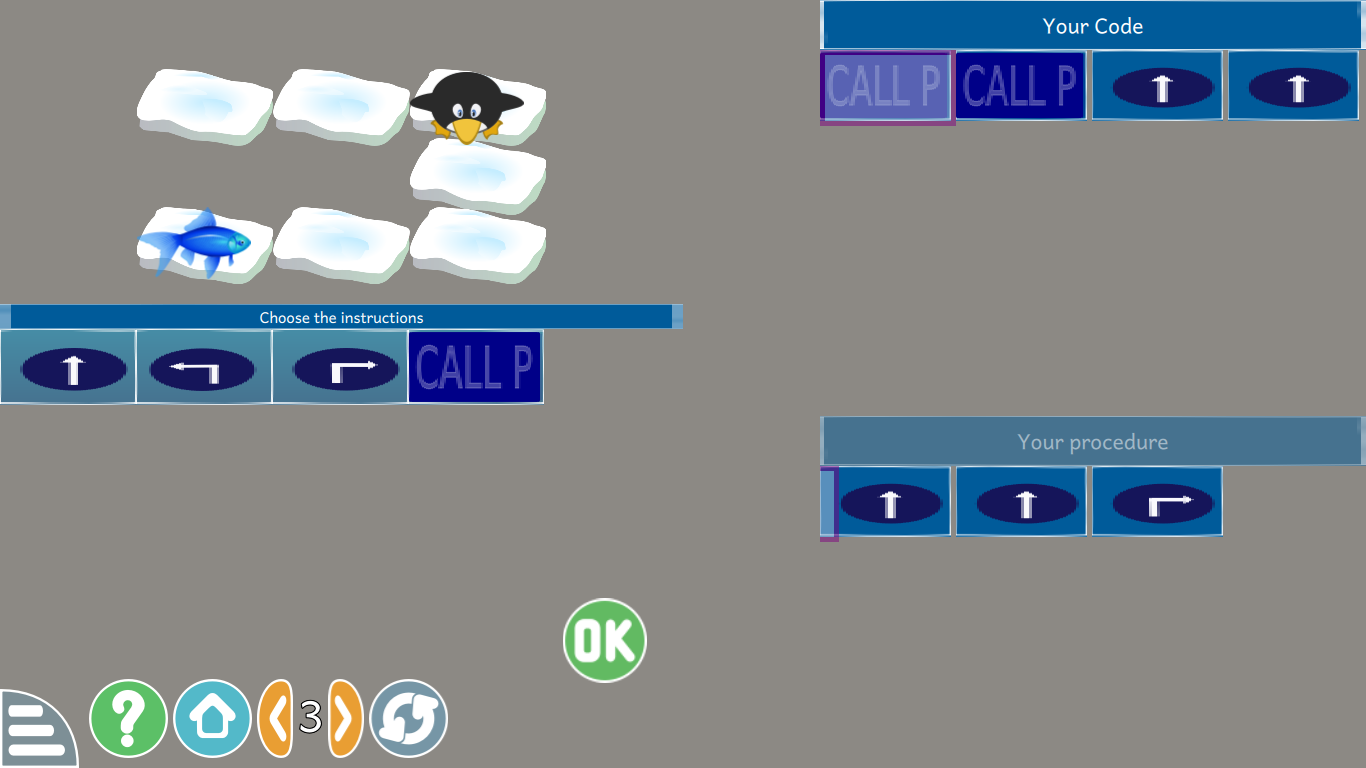 Your Code
CALL P CALL P
Choose the instructions
CALL P
Your procedure
OK
? 3